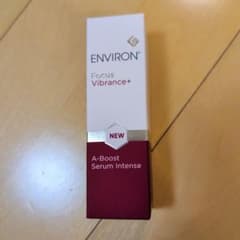 ENVIRON®
Focus
Vibrance+
NEW
A-Boost
Serum Intense